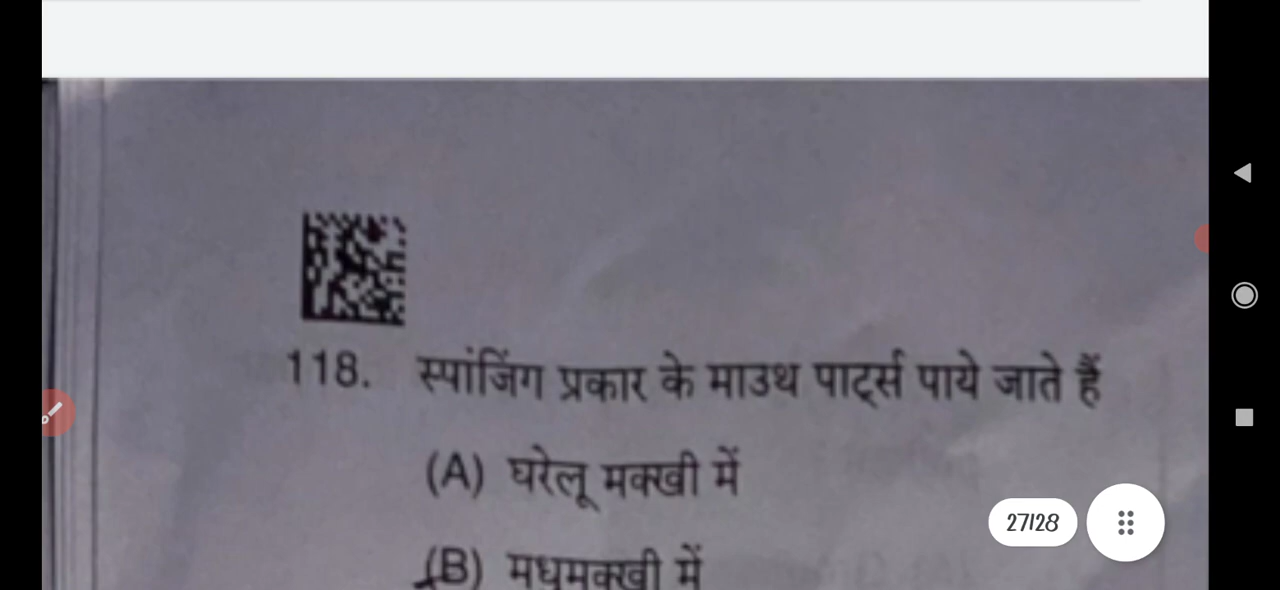 118. स्पांजिंग प्रकार के माउथ पार्ट्स पाये जाते हैं
(A) घरेलू मक्खी में
27/28
(B) मधुमक्खी में